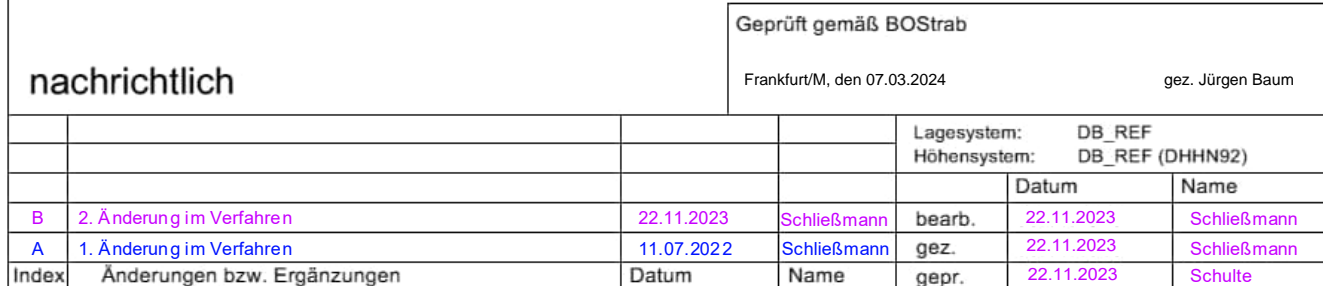 Geprüft gemäß BOStrab
nachrichtlich
Frankfurt/M, den 07.03.2024 gez. Jürgen Baum
Lagesystem: DB_REF
Höhensystem: DB_REF (DHHN92)
Datum Name
B 2. Änderung im Verfahren 22.11.2023 Schließmann bearb. 22.11.2023 Schließmann
A 1. Änderung im Verfahren 11.07.2022 Schließmann gez. 22.11.2023 Schließmann
Index Änderungen bzw. Ergänzungen Datum Name gepr. 22.11.2023 Schulte